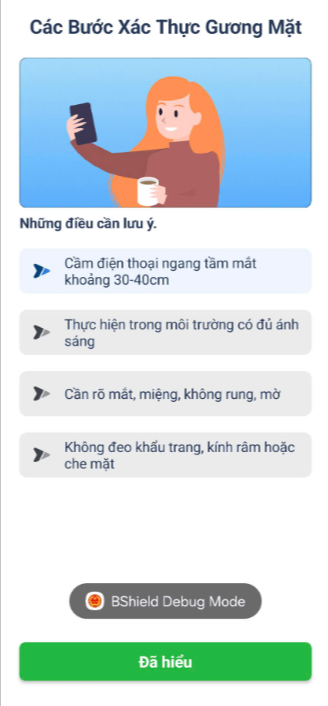 Các Bước Xác Thực Gương Mặt
Những điều cần lưu ý.
Cầm điện thoại ngang tầm mắt
khoảng 30-40cm
Thực hiện trong môi trường có đủ ánh
sáng
Cần rõ mắt, miệng, không rung, mờ
Không đeo khẩu trang, kính râm hoặc
che mặt
BShield Debug Mode
Đã hiểu